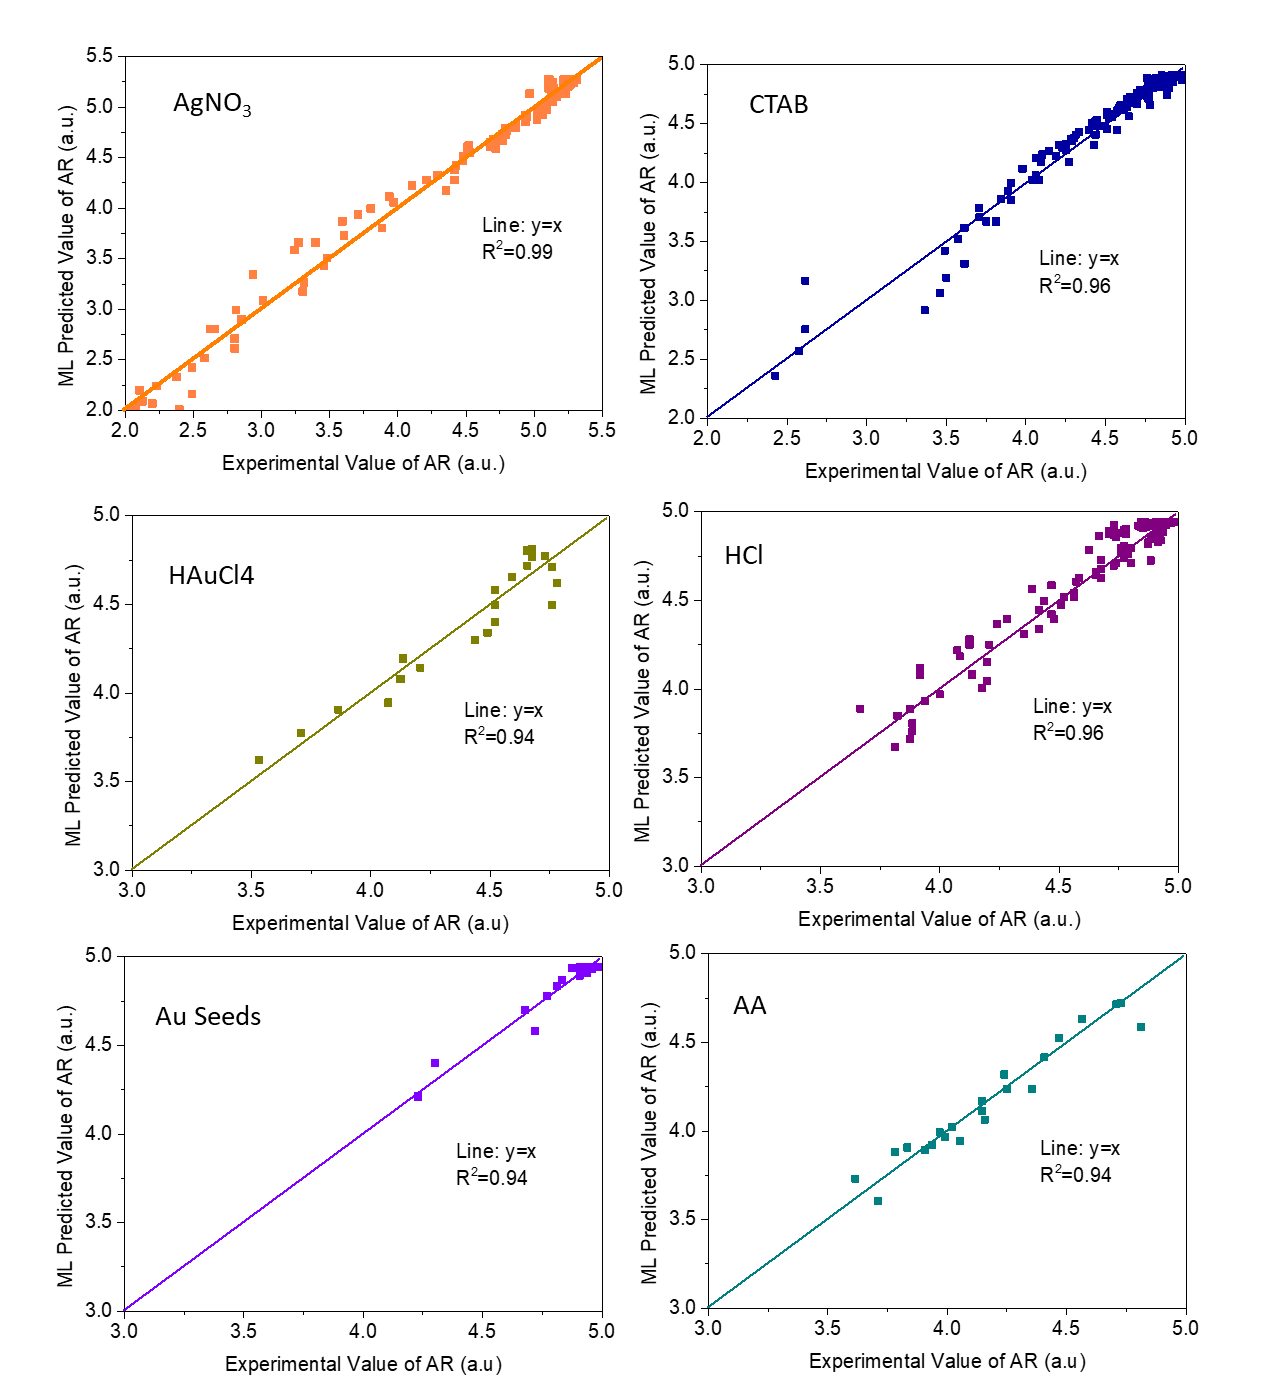 AgNO3
ML Predicted Value of AR (a.u.)
5.5
5.0
4.5
4.0
3.5
3.0
2.5
2.0
Line: y=x
R2=0.99
2.0 2.5 3.0 3.5 4.0 4.5 5.0 5.5
Experimental Value of AR (a.u.)
CTAB
ML Predicted Value of AR (a.u.)
5.0
4.5
4.0
3.5
3.0
2.5
2.0
Line: y=x
R2=0.96
2.0 2.5 3.0 3.5 4.0 4.5 5.0
Experimental Value of AR (a.u.)
HAuCl4
ML Predicted Value of AR (a.u.)
5.0
4.5
4.0
3.5
3.0
Line: y=x
R2=0.94
3.0 3.5 4.0 4.5 5.0
Experimental Value of AR (a.u)
HCl
ML Predicted Value of AR (a.u.)
5.0
4.5
4.0
3.5
3.0
Line: y=x
R2=0.96
3.0 3.5 4.0 4.5 5.0
Experimental Value of AR (a.u.)
Au Seeds
ML Predicted Value of AR (a.u.)
5.0
4.5
4.0
3.5
3.0
Line: y=x
R2=0.94
3.0 3.5 4.0 4.5 5.0
Experimental Value of AR (a.u)
AA
ML Predicted Value of AR (a.u.)
5.0
4.5
4.0
3.5
3.0
Line: y=x
R2=0.94
3.0 3.5 4.0 4.5 5.0
Experimental Value of AR (a.u)